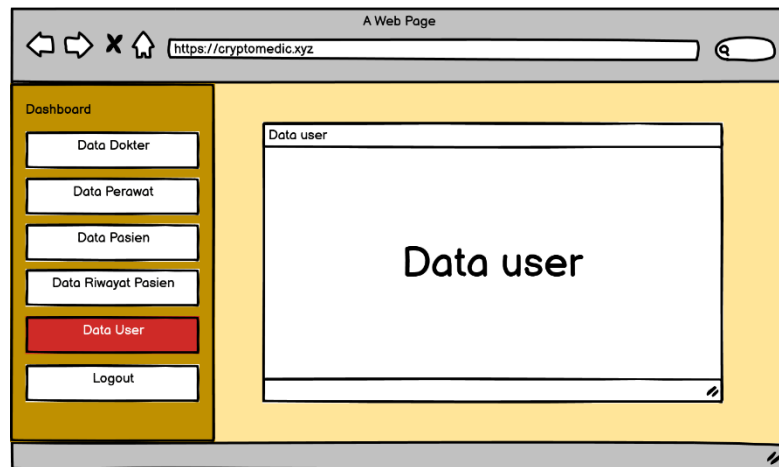 A Web Page
https://cryptomedic.xyz
Dashboard
Data Dokter
Data Perawat
Data Pasien
Data Riwayat Pasien
Data User
Logout
Data user
Data user